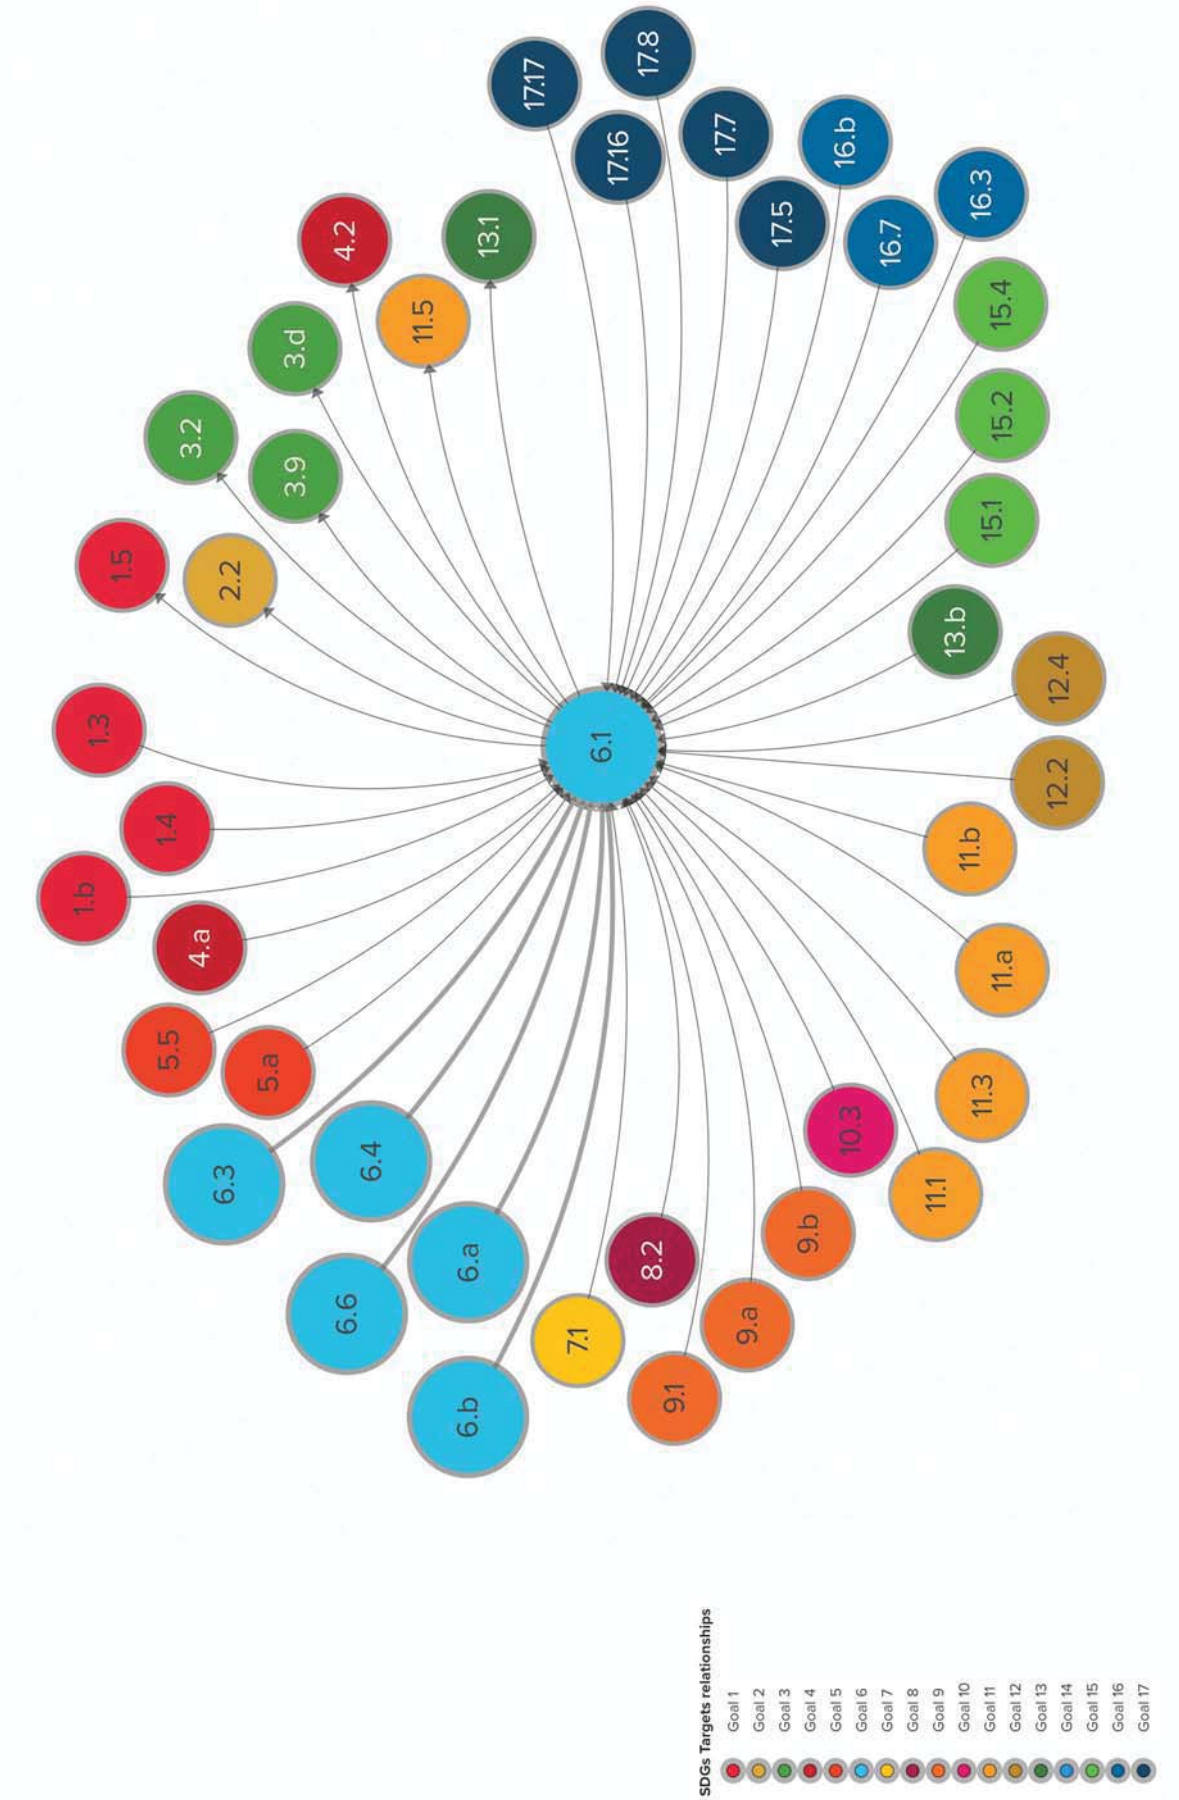 1.b
1.3
1.5
1.4
5.5
3.2
4.a
6.3
2.2
5.a
3.9
3.d
6.6
4.2
6.4
11.5
6.b
6.a
13.1
17.17
7.1
6.1
17.16
8.2
17.8
9.1
17.7
9.a
17.5
9.b
10.3
16.b
16.7
11.1
13.b
11.b
11.3
16.3
15.1
11.a
15.2
15.4
12.2
12.4
SDGs Targets relationships
Goal 1
Goal 2
Goal 3
Goal 4
Goal 5
Goal 6
Goal 7
Goal 8
Goal 9
Goal 10
Goal 11
Goal 12
Goal 13
Goal 14
Goal 15
Goal 16
Goal 17